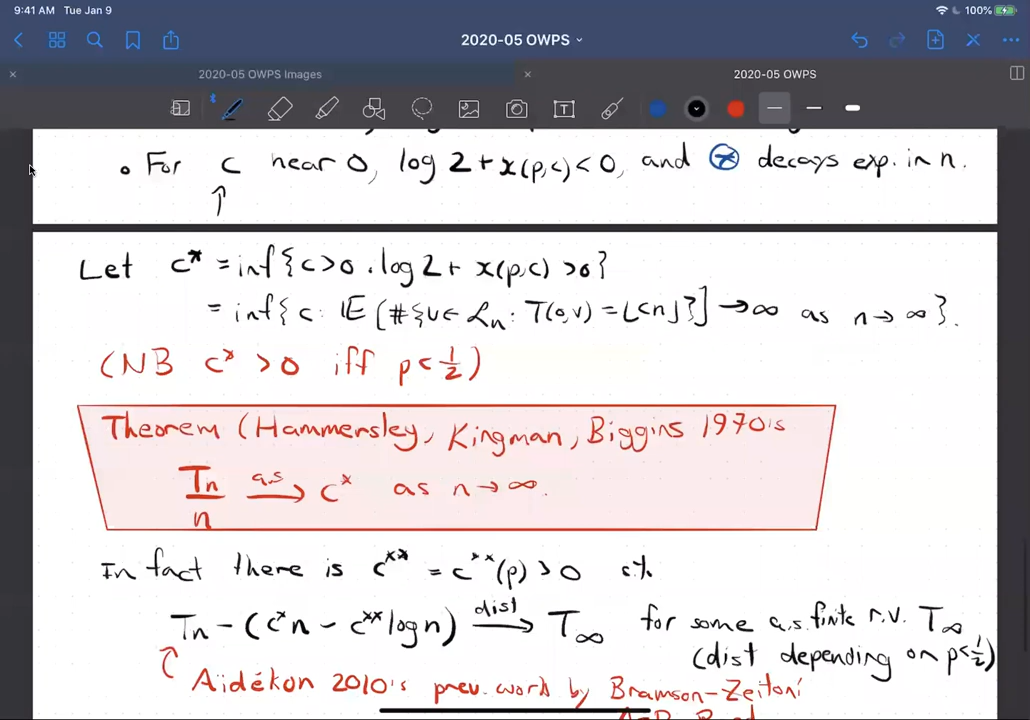 9:41 AM Tue Jan 9
100%
2020-05 OWPS
2020-05 OWPS Images
2020-05 OWPS
• For c near 0, log 2 + x(p,c) < 0, and ⊛ decays exp. in n.
↑
Let c* = inf{c>0 . log 2 + x(p,c) > 0}
= inf{c : 𝔼[#{v ∈ 𝓛n : T(0,v) = ⌊cn⌋}] → ∞ as n → ∞}.
(NB c* > 0 iff p < 1/2)
Theorem (Hammersley, Kingman, Biggins 1970's
Tn/n a.s→ c* as n → ∞.
In fact there is c** = c**(p) > 0 s.t.
Tn - (c*n - c** log n) dist→ T∞ for some a.s. finite r.v. T∞
(dist depending on p < 1/2)
Aïdékon 2010's prev. work by Bramson-Zeitouni